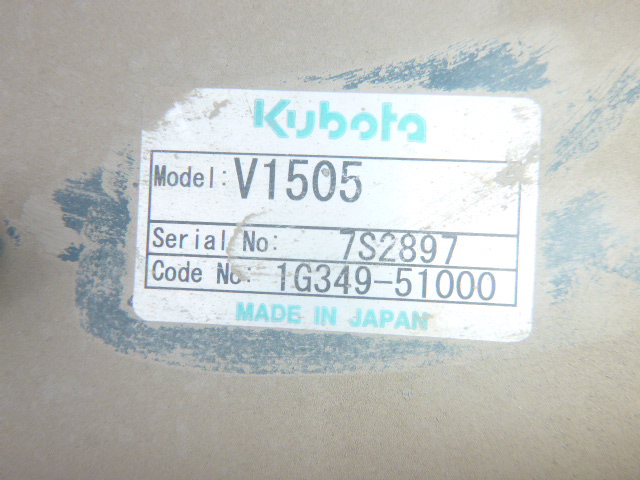 Kubota
Model: V1505
Serial No: 7S2897
Code No: 1G349-51000
MADE IN JAPAN